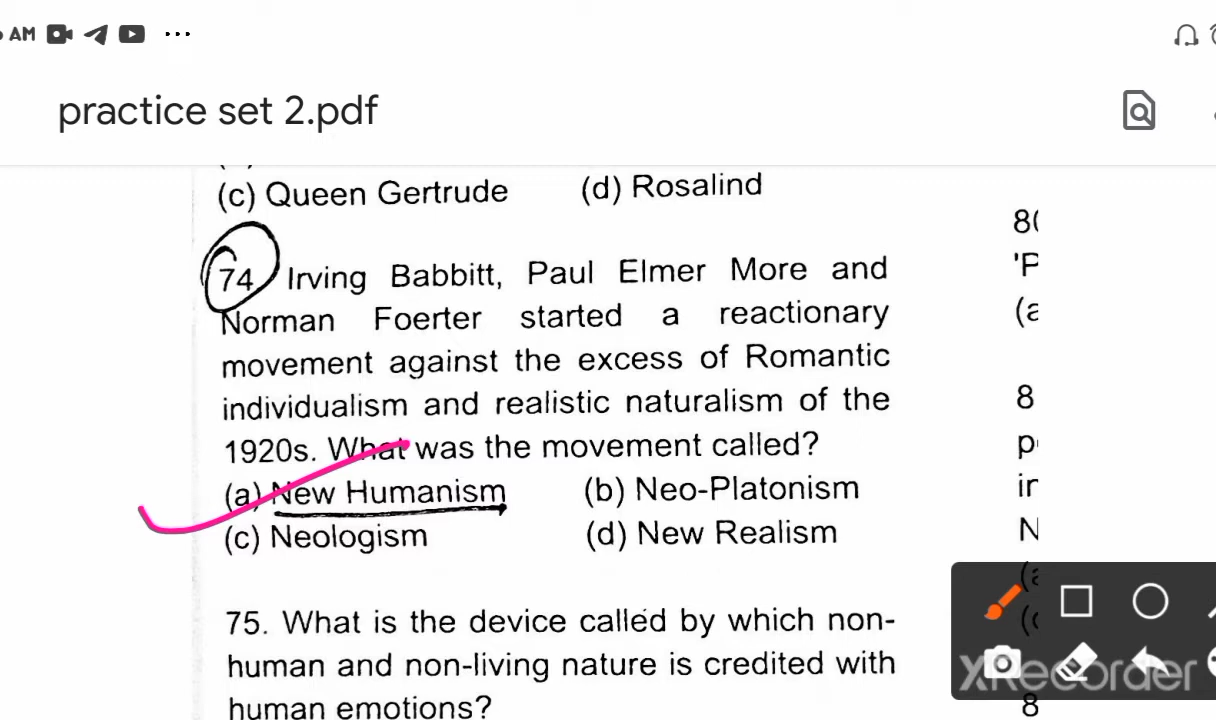 AM
practice set 2.pdf
(c) Queen Gertrude (d) Rosalind
74 Irving Babbitt, Paul Elmer More and
Norman Foerter started a reactionary
movement against the excess of Romantic
individualism and realistic naturalism of the
1920s. What was the movement called?
(a) New Humanism (b) Neo-Platonism
(c) Neologism (d) New Realism
75. What is the device called by which non-
human and non-living nature is credited with
human emotions?
XRecorder